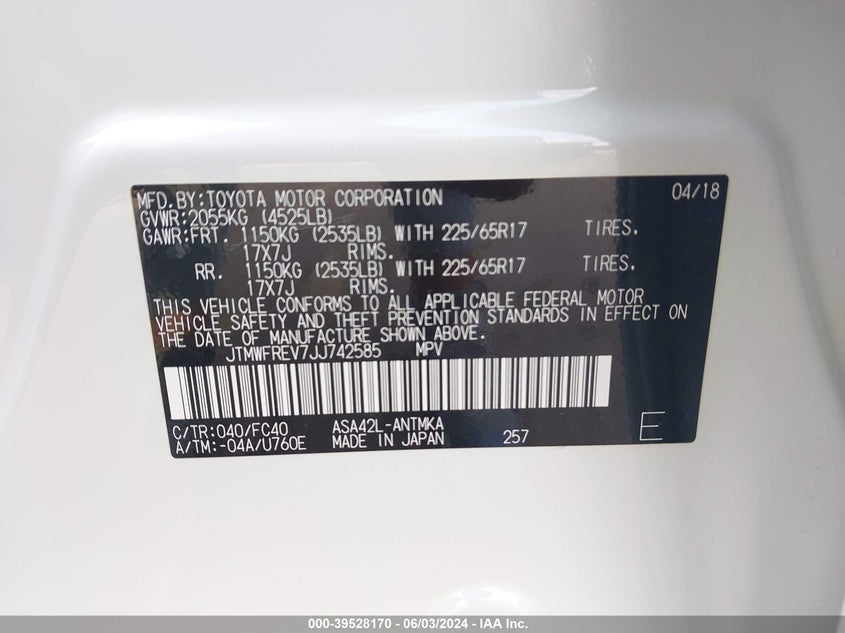 MFD.BY:TOYOTA MOTOR CORPORATION 04/18
GVWR:2055KG (4525LB)
GAWR:FRT. 1150KG (2535LB) WITH 225/65R17 TIRES.
17X7J RIMS.
RR. 1150KG (2535LB) WITH 225/65R17 TIRES.
17X7J RIMS.
THIS VEHICLE CONFORMS TO ALL APPLICABLE FEDERAL MOTOR
VEHICLE SAFETY AND THEFT PREVENTION STANDARDS IN EFFECT ON
THE DATE OF MANUFACTURE SHOWN ABOVE.
JTMWFREV7JJ742585 MPV
C/TR:040/FC40 ASA42L-ANTMKA
A/TM:-04A/U760E MADE IN JAPAN 257 E
000-39528170 - 06/03/2024 - IAA Inc.